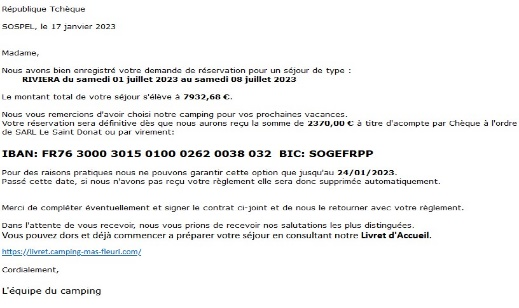 République Tchèque
SOSPEL, le 17 janvier 2023
Madame,
Nous avons bien enregistré votre demande de réservation pour un séjour de type :
RIVIERA du samedi 01 juillet 2023 au samedi 08 juillet 2023
Le montant total de votre séjour s'élève à 7932,68 €.
Nous vous remercions d'avoir choisi notre camping pour vos prochaines vacances.
Votre réservation sera définitive dès que nous aurons reçu la somme de 2370,00 € à titre d'acompte par Chèque à l'ordre
de SARL Le Saint Donat ou par virement:
IBAN: FR76 3000 3015 0100 0262 0038 032  BIC: SOGEFRPP
Pour des raisons pratiques nous ne pouvons garantir cette option que jusqu'au 24/01/2023.
Passé cette date, si nous n'avons pas reçu votre règlement elle sera donc supprimée automatiquement.
Merci de compléter éventuellement et signer le contrat ci-joint et de nous le retourner avec votre règlement.
Dans l'attente de vous recevoir, nous vous prions de recevoir nos salutations les plus distinguées.
Vous pouvez dors et déjà commencer a préparer votre séjour en consultant notre Livret d'Accueil.
https://livret.camping-mas-fleuri.com/
Cordialement,
L'équipe du camping